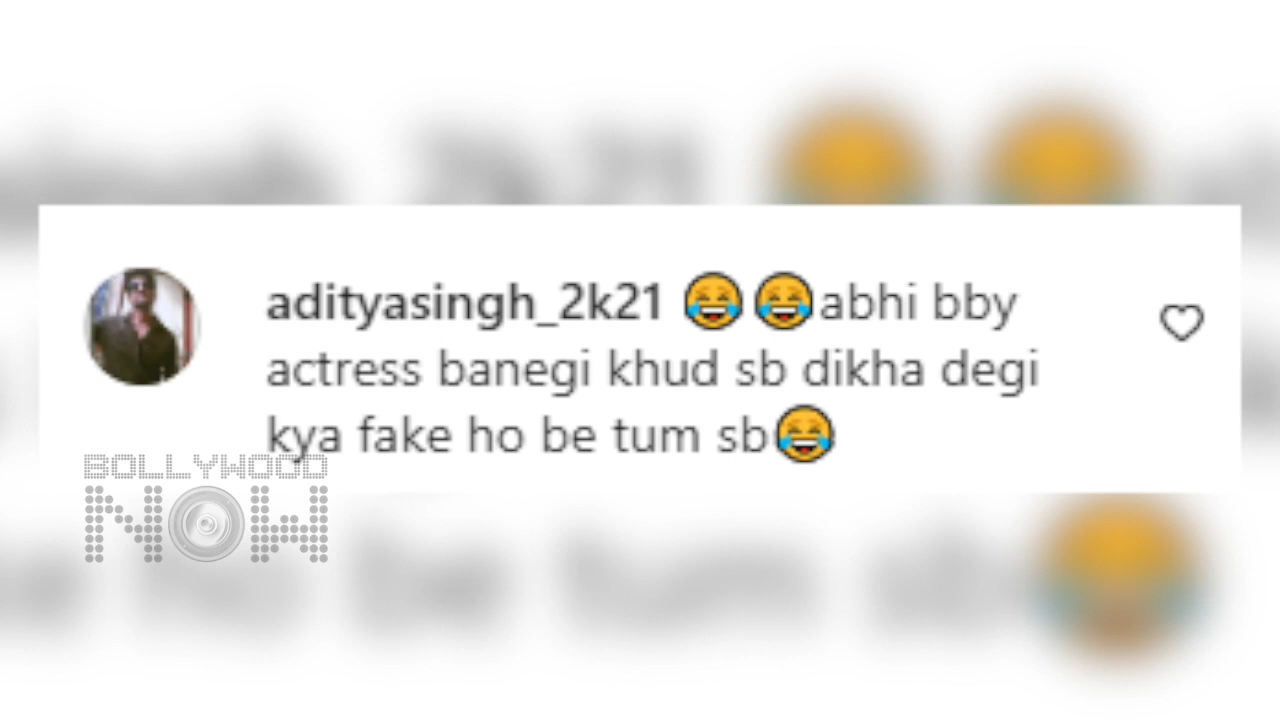 adityasingh_2k21 😂😂abhi bby
actress banegi khud sb dikha degi
kya fake ho be tum sb😂
BOLLYWOOD
NOW